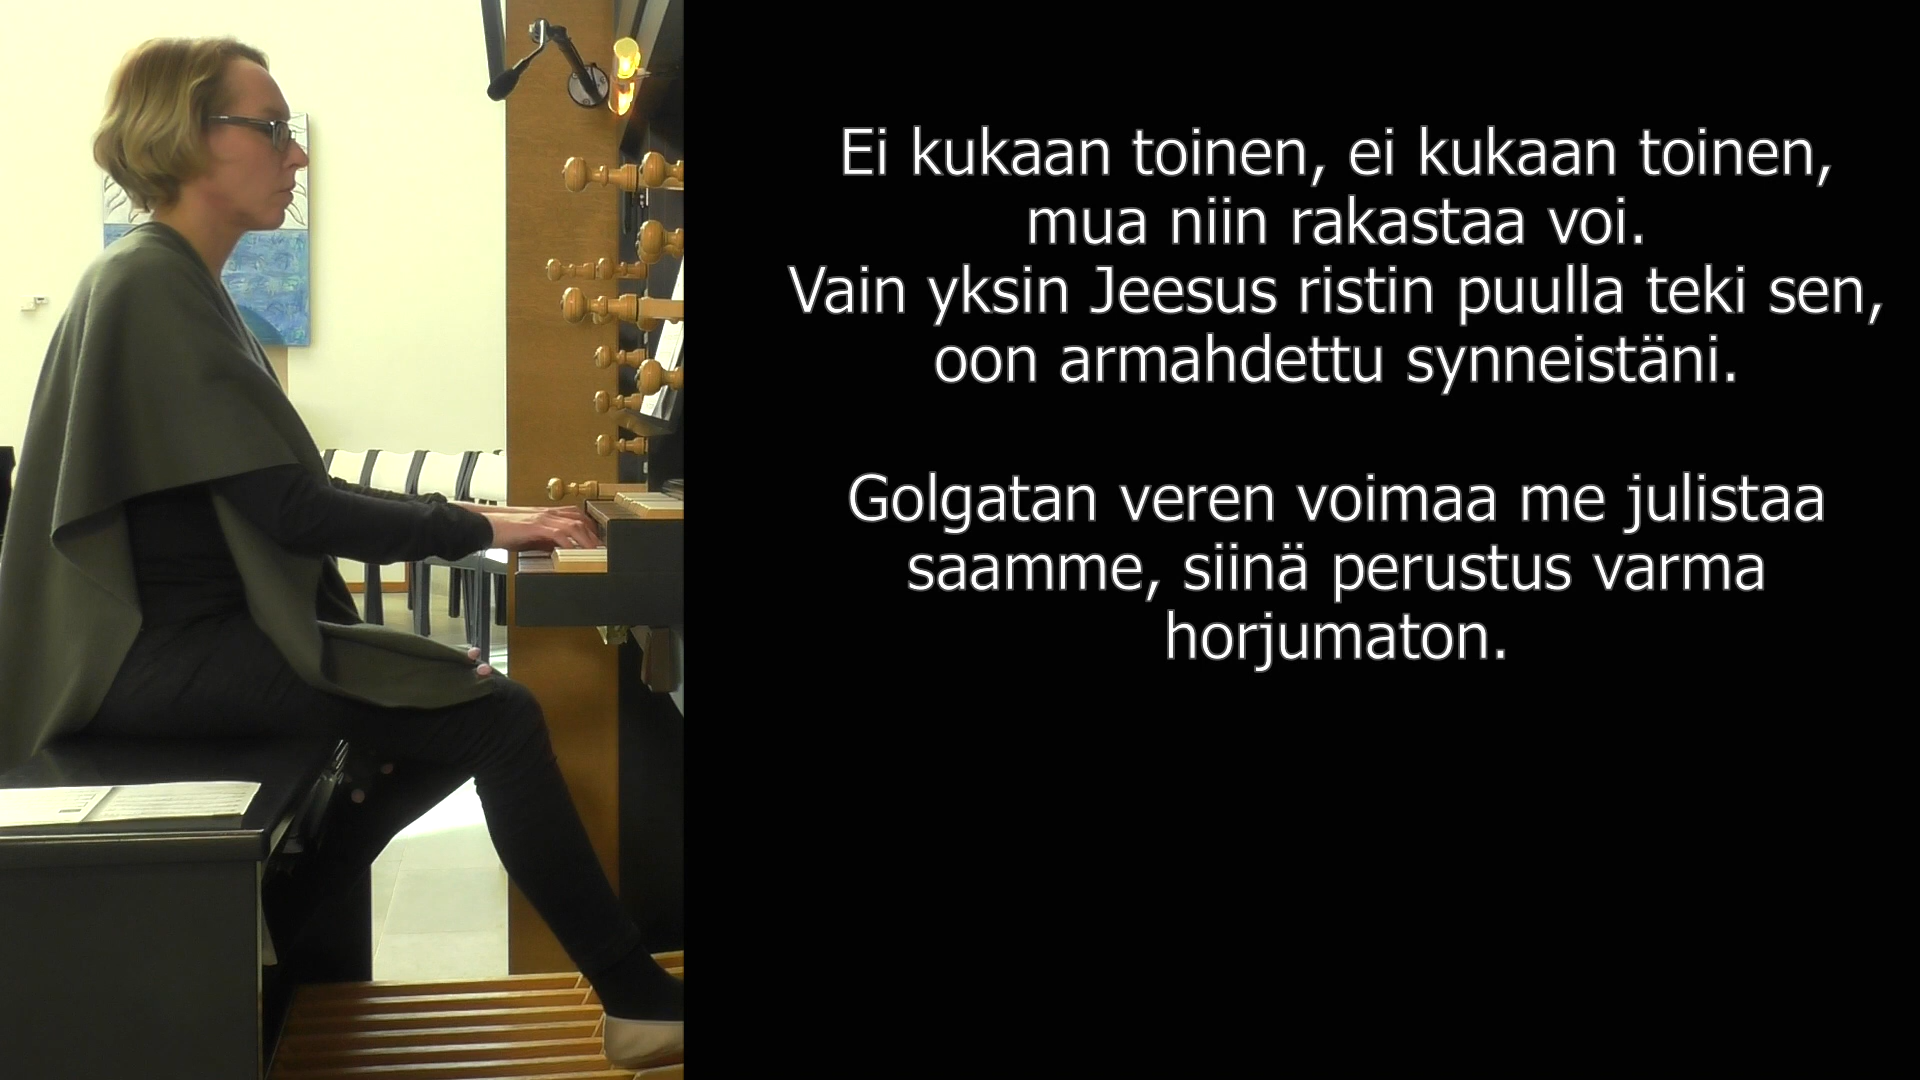 Ei kukaan toinen, ei kukaan toinen,
mua niin rakastaa voi.
Vain yksin Jeesus ristin puulla teki sen,
oon armahdettu synneistäni.
Golgatan veren voimaa me julistaa
saamme, siinä perustus varma
horjumaton.